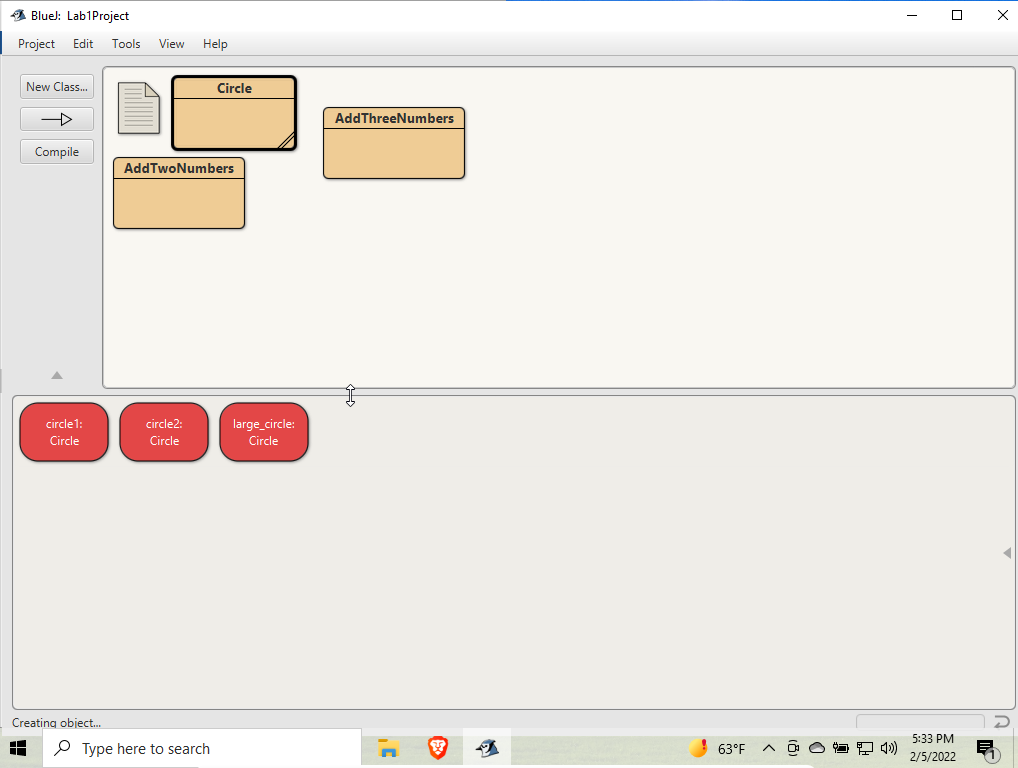 BlueJ: Lab1Project
Project Edit Tools View Help
New Class...
Compile
Circle
AddThreeNumbers
AddTwoNumbers
circle1:
Circle
circle2:
Circle
large_circle:
Circle
Creating object...
Type here to search
63°F
5:33 PM
2/5/2022
1